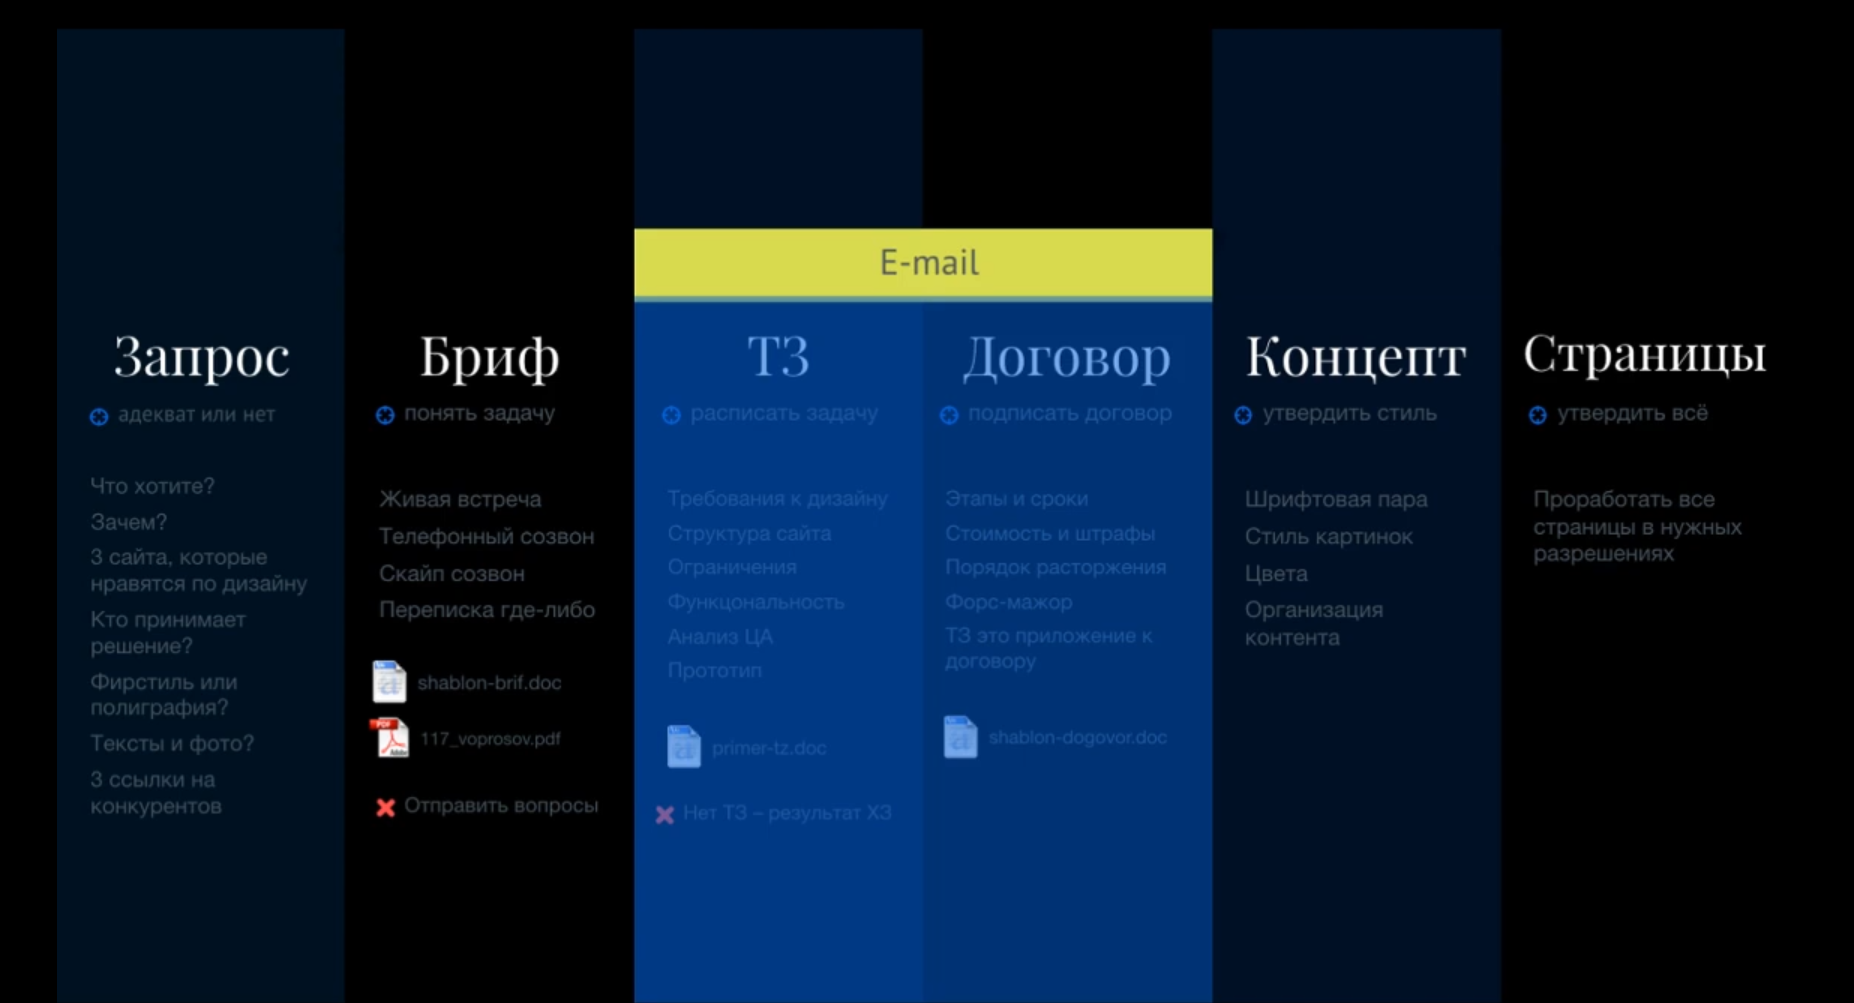 E-mail
Запрос
адекват или нет
Что хотите?
Зачем?
3 сайта, которые
нравятся по дизайну
Кто принимает
решение?
Фирстиль или
полиграфия?
Тексты и фото?
3 ссылки на
конкурентов
Бриф
понять задачу
Живая встреча
Телефонный созвон
Скайп созвон
Переписка где-либо
shablon-brif.doc
117_voprosov.pdf
Отправить вопросы
ТЗ
расписать задачу
Требования к дизайну
Структура сайта
Ограничения
Функцональность
Анализ ЦА
Прототип
primer-tz.doc
Нет ТЗ – результат ХЗ
Договор
подписать договор
Этапы и сроки
Стоимость и штрафы
Порядок расторжения
Форс-мажор
ТЗ это приложение к
договору
shablon-dogovor.doc
Концепт
утвердить стиль
Шрифтовая пара
Стиль картинок
Цвета
Организация
контента
Страницы
утвердить всё
Проработать все
страницы в нужных
разрешениях